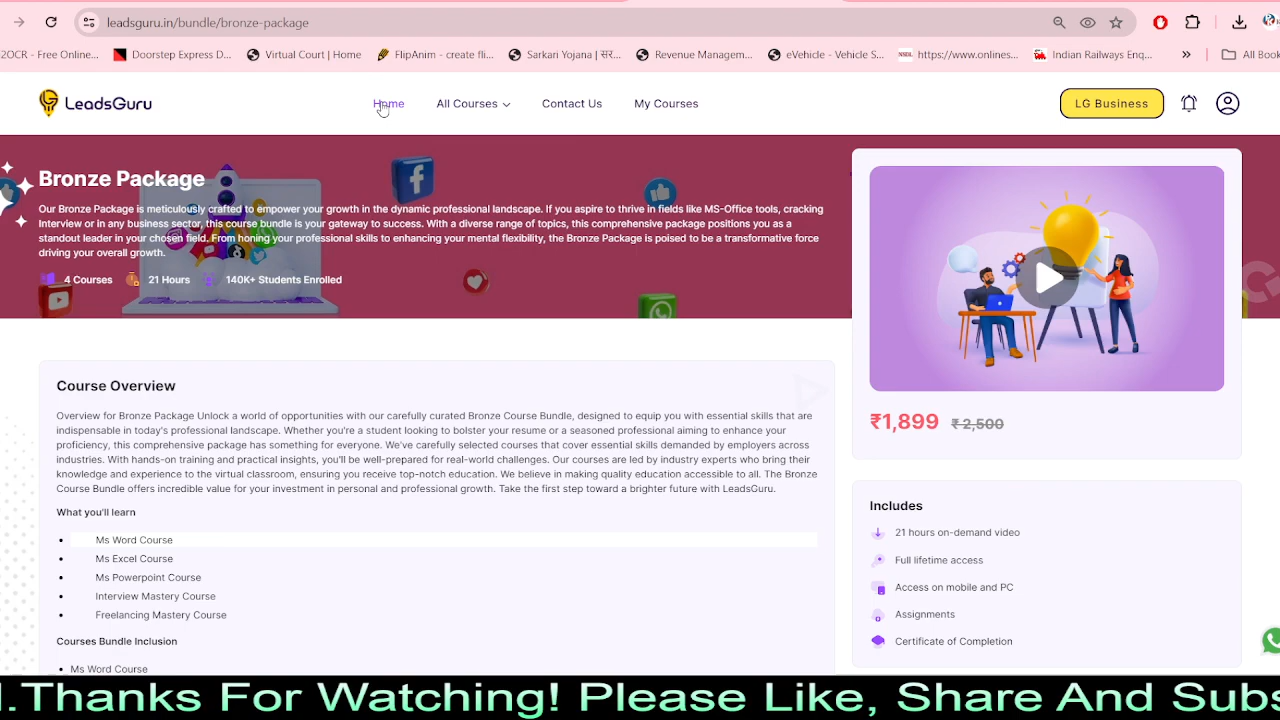 leadsguru.in/bundle/bronze-package
2OCR - Free Online...
Doorstep Express D...
Virtual Court | Home
FlipAnim - create fli...
Sarkari Yojana | सर...
Revenue Managem...
eVehicle - Vehicle S...
NSDL
https://www.onlines...
Indian Railways Enq...
»
All Book
LeadsGuru
Home
All Courses
Contact Us
My Courses
LG Business
Bronze Package
Our Bronze Package is meticulously crafted to empower your growth in the dynamic professional landscape. If you aspire to thrive in fields like MS-Office tools, cracking
Interview or in any business sector, this course bundle is your gateway to success. With a diverse range of topics, this comprehensive package positions you as a
standout leader in your chosen field. From honing your professional skills to enhancing your mental flexibility, the Bronze Package is poised to be a transformative force
driving your overall growth.
4 Courses
21 Hours
140K+ Students Enrolled
₹1,899 ₹ 2,500
Course Overview
Overview for Bronze Package Unlock a world of opportunities with our carefully curated Bronze Course Bundle, designed to equip you with essential skills that are
indispensable in today's professional landscape. Whether you're a student looking to bolster your resume or a seasoned professional aiming to enhance your
proficiency, this comprehensive package has something for everyone. We've carefully selected courses that cover essential skills demanded by employers across
industries. With hands-on training and practical insights, you'll be well-prepared for real-world challenges. Our courses are led by industry experts who bring their
knowledge and experience to the virtual classroom, ensuring you receive top-notch education. We believe in making quality education accessible to all. The Bronze
Course Bundle offers incredible value for your investment in personal and professional growth. Take the first step toward a brighter future with LeadsGuru.
What you'll learn
Ms Word Course
Ms Excel Course
Ms Powerpoint Course
Interview Mastery Course
Freelancing Mastery Course
Courses Bundle Inclusion
Ms Word Course
Includes
21 hours on-demand video
Full lifetime access
Access on mobile and PC
Assignments
Certificate of Completion
l.Thanks For Watching! Please Like, Share And Subs